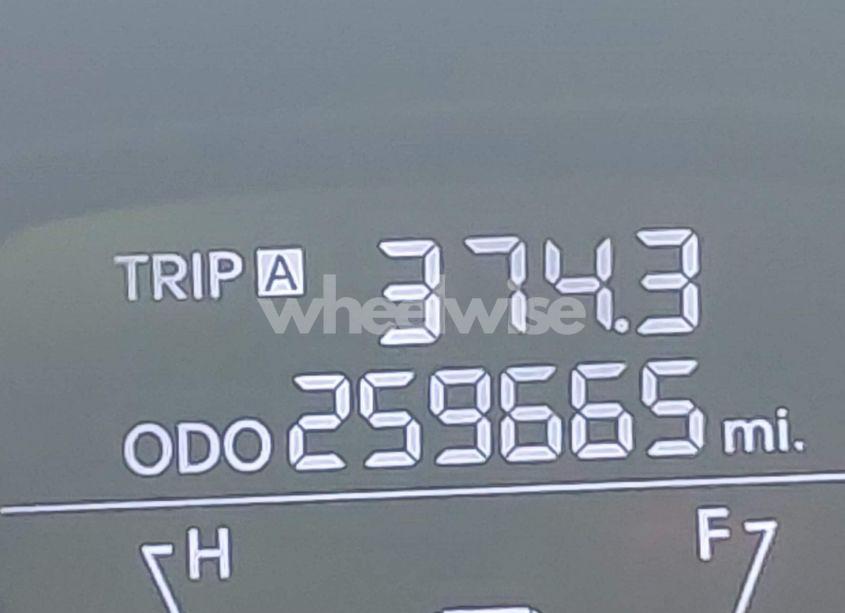 TRIP A 374.3
wheelwise
ODO 259665 mi.
H F